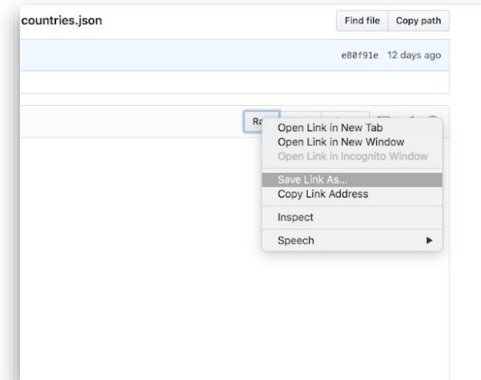 countries.json
Find file Copy path
e80f91e 12 days ago
Open Link in New Tab
Open Link in New Window
Open Link in Incognito Window
Save Link As...
Copy Link Address
Inspect
Speech